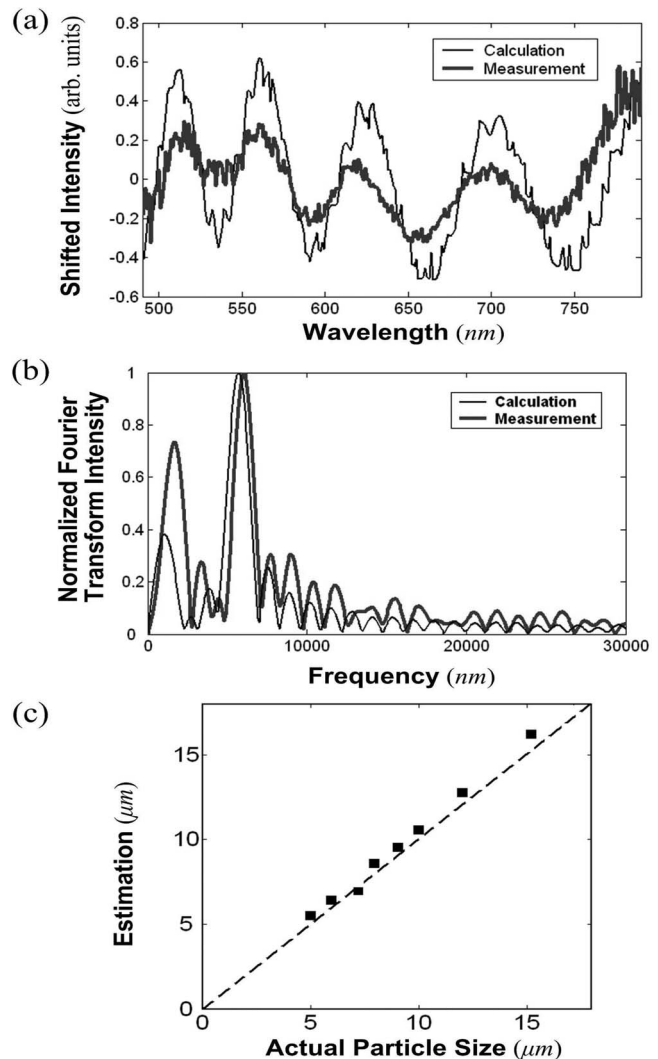 (a)
Shifted Intensity (arb. units)
0.8
0.6
0.4
0.2
0
-0.2
-0.4
-0.6
Calculation
Measurement
500 550 600 650 700 750
Wavelength (nm)
(b)
Normalized Fourier
Transform Intensity
1
0.8
0.6
0.4
0.2
0
Calculation
Measurement
0 10000 20000 30000
Frequency (nm)
(c)
Estimation (μm)
15
10
5
0
0 5 10 15
Actual Particle Size (μm)